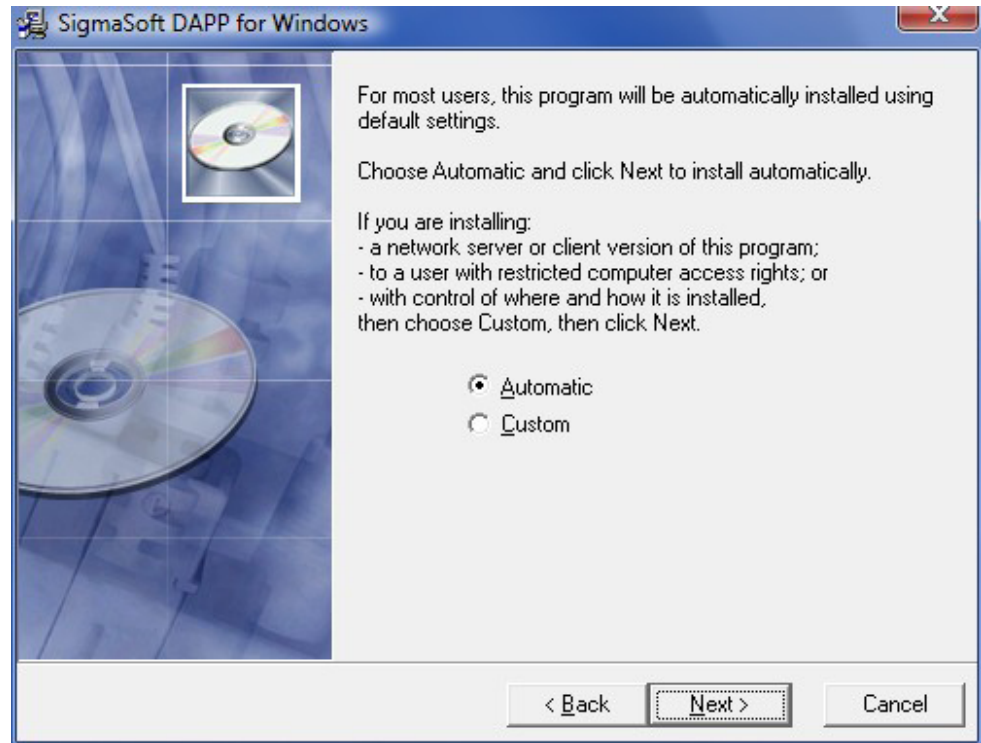 SigmaSoft DAPP for Windows
For most users, this program will be automatically installed using
default settings.
Choose Automatic and click Next to install automatically.
If you are installing:
- a network server or client version of this program;
- to a user with restricted computer access rights; or
- with control of where and how it is installed,
then choose Custom, then click Next.
Automatic
Custom
< Back
Next >
Cancel